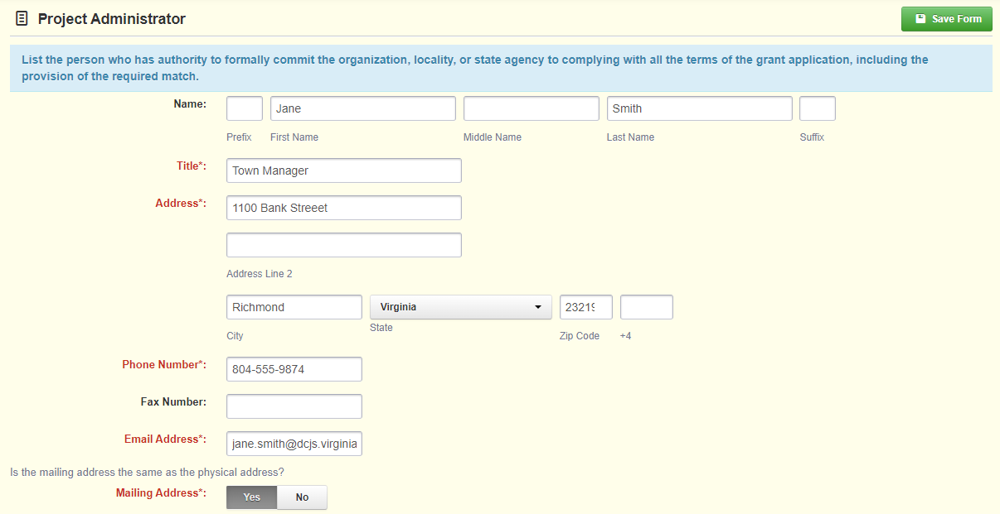 Project Administrator
Save Form
List the person who has authority to formally commit the organization, locality, or state agency to complying with all the terms of the grant application, including the
provision of the required match.
Name: Jane Smith
Prefix First Name Middle Name Last Name Suffix
Title*: Town Manager
Address*: 1100 Bank Streeet
Address Line 2
Richmond Virginia 23219
State
City Zip Code +4
Phone Number*: 804-555-9874
Fax Number:
Email Address*: jane.smith@dcjs.virginia
Is the mailing address the same as the physical address?
Mailing Address*: Yes No